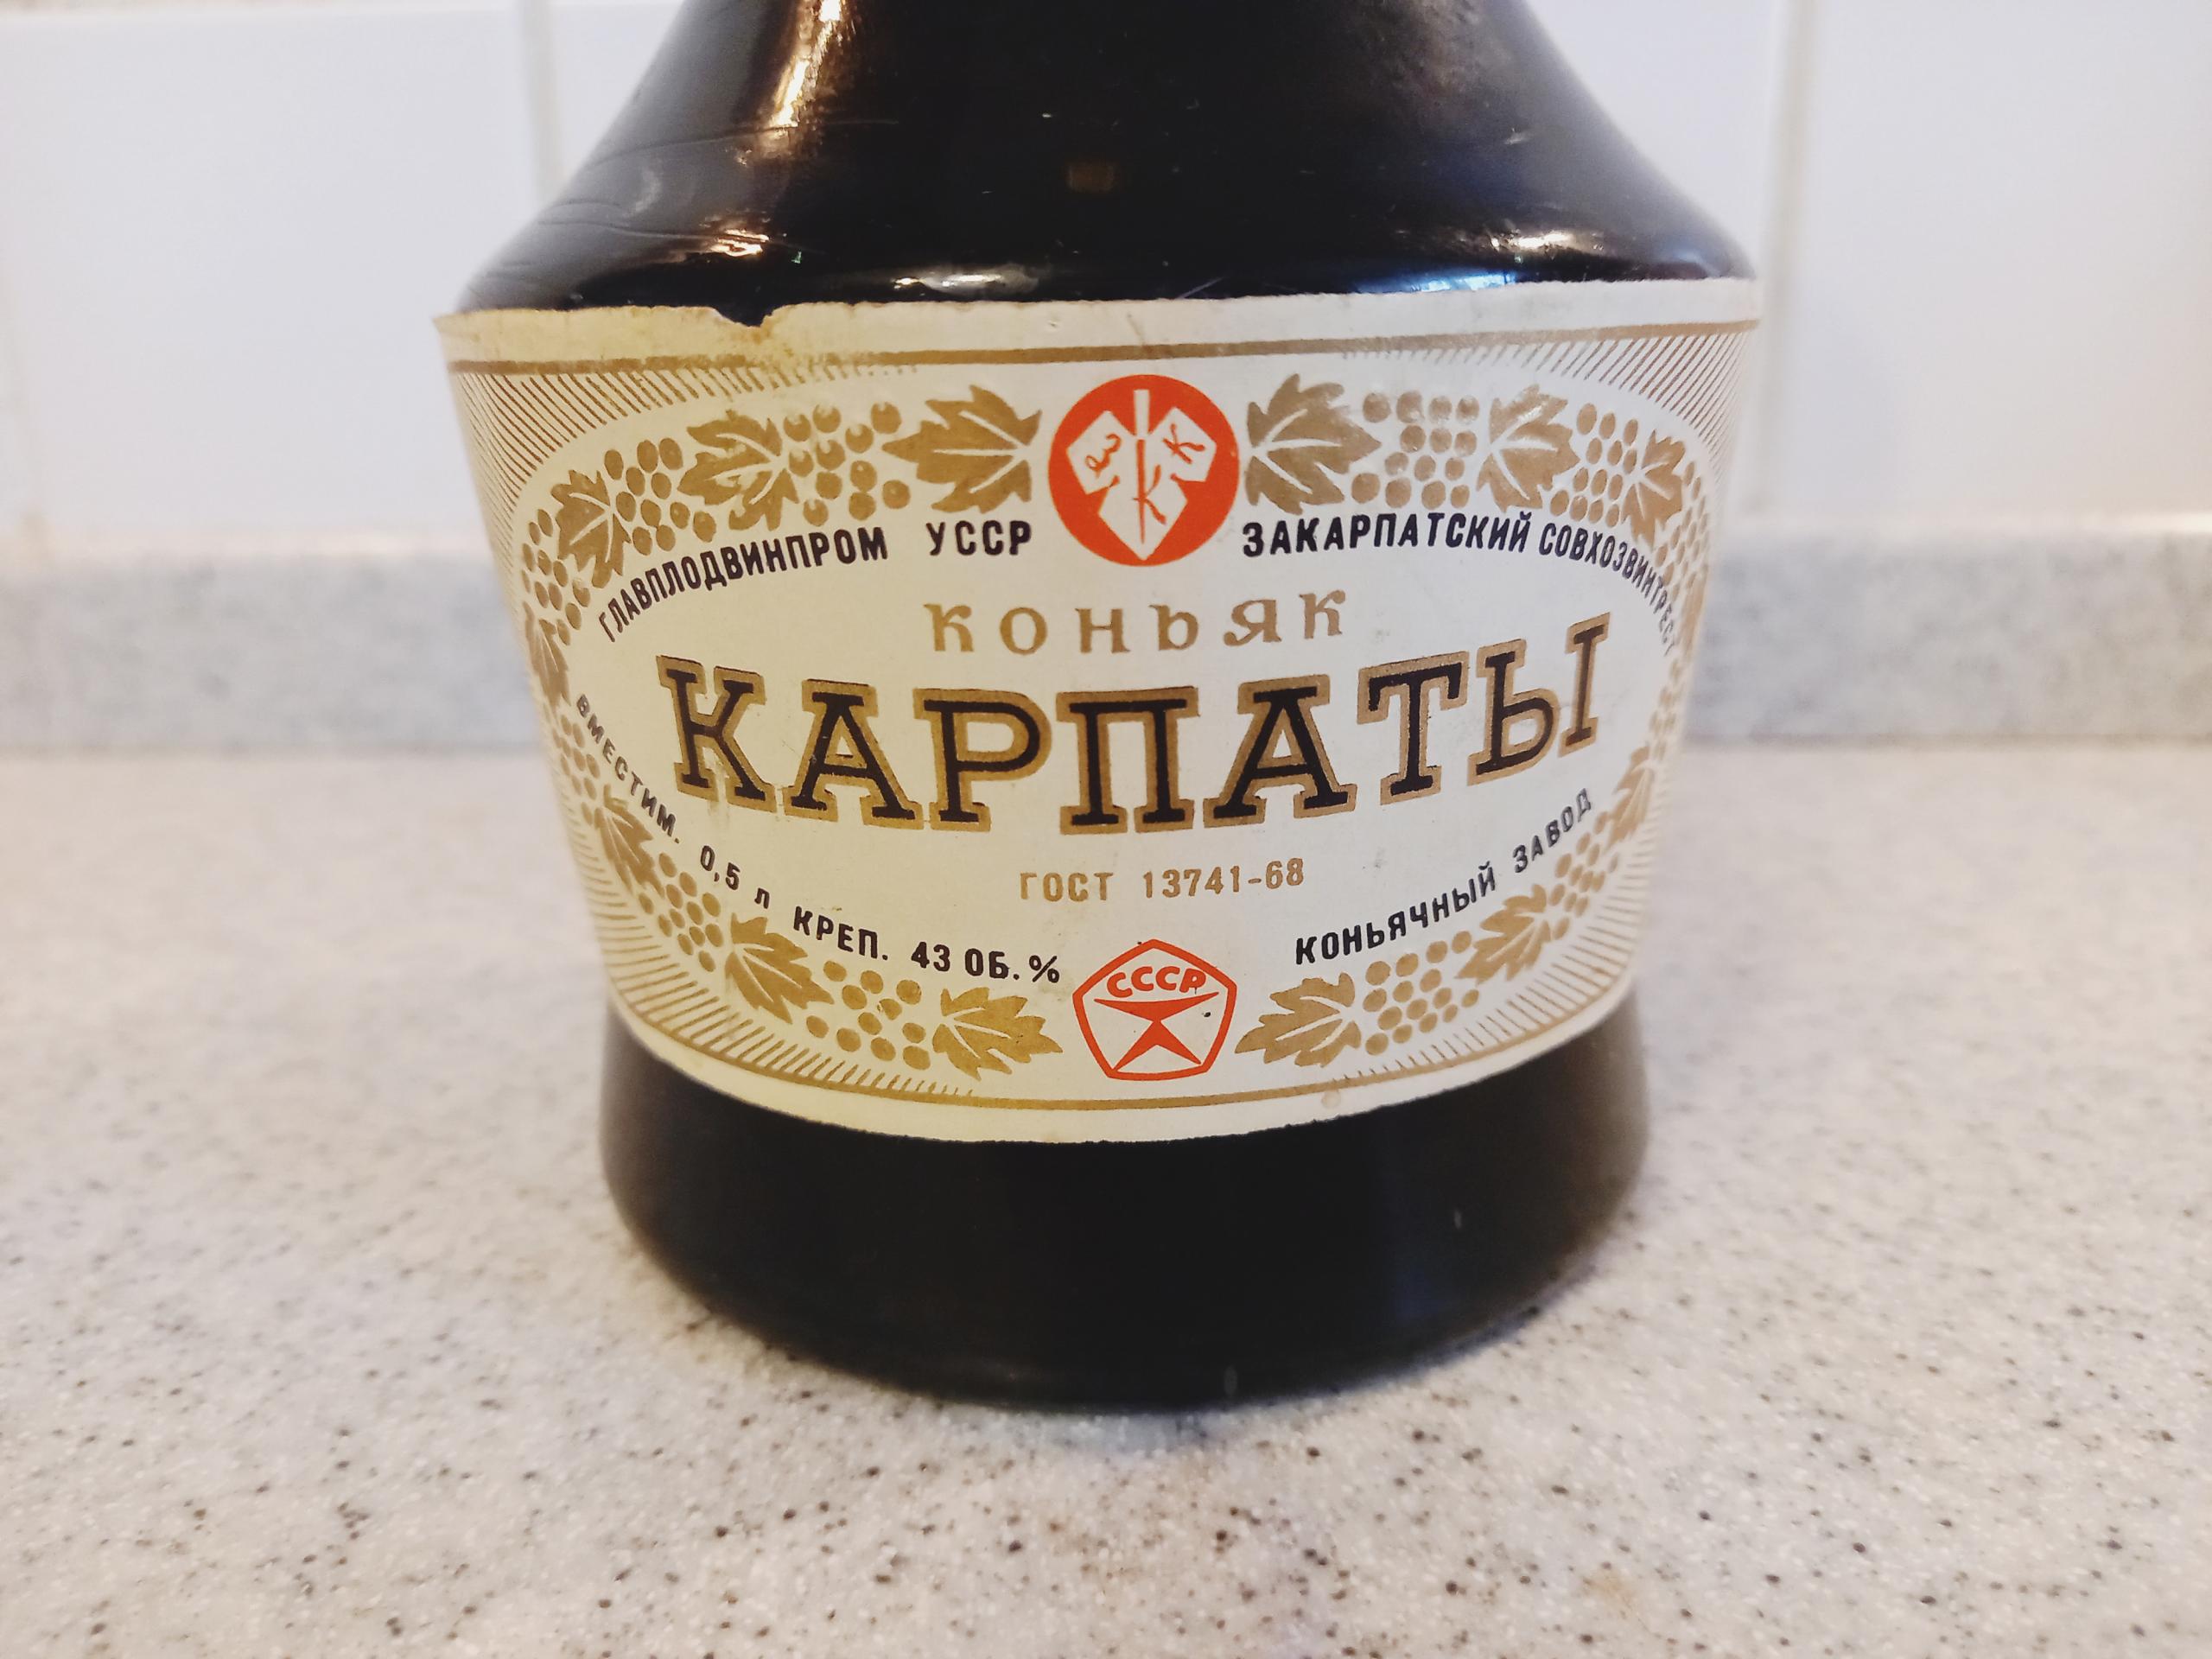 ГЛАВПЛОДВИНПРОМ УССР
ЗАКАРПАТСКИЙ СОВХОЗВИНТРЕСТ
КОНЬЯК
КАРПАТЫ
ГОСТ 13741-68
ВМЕСТИМ. 0,5 л КРЕП. 43 ОБ.%
КОНЬЯЧНЫЙ ЗАВОД
СССР